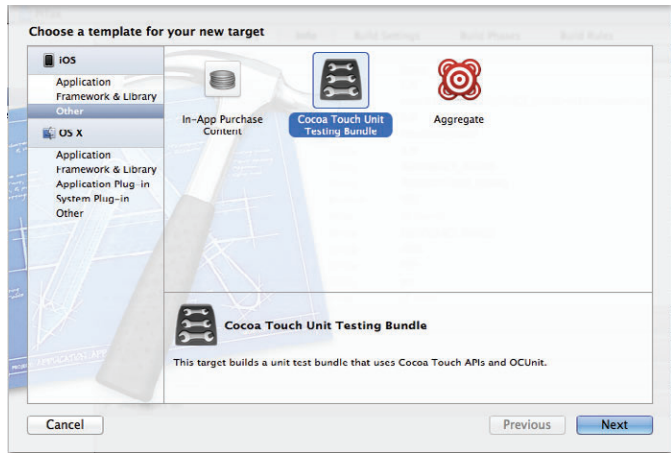 Choose a template for your new target
iOS
Application
Framework & Library
Other
OS X
Application
Framework & Library
Application Plug-in
System Plug-in
Other
In-App Purchase
Content
Cocoa Touch Unit
Testing Bundle
Aggregate
Cocoa Touch Unit Testing Bundle
This target builds a unit test bundle that uses Cocoa Touch APIs and OCUnit.
Cancel
Previous
Next